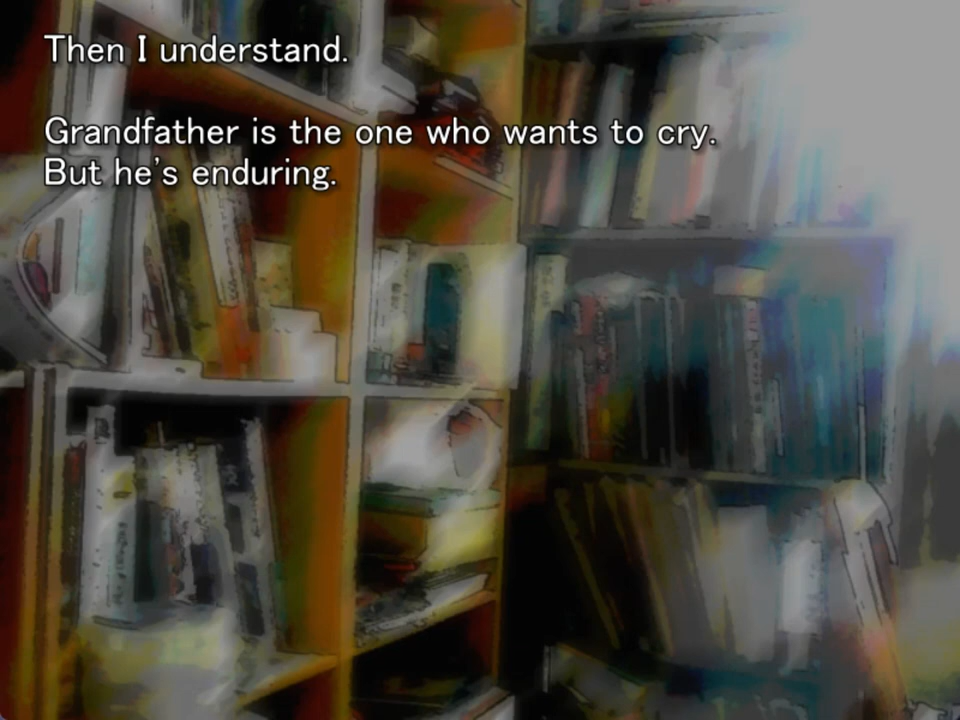 Then I understand.
Grandfather is the one who wants to cry.
But he's enduring.